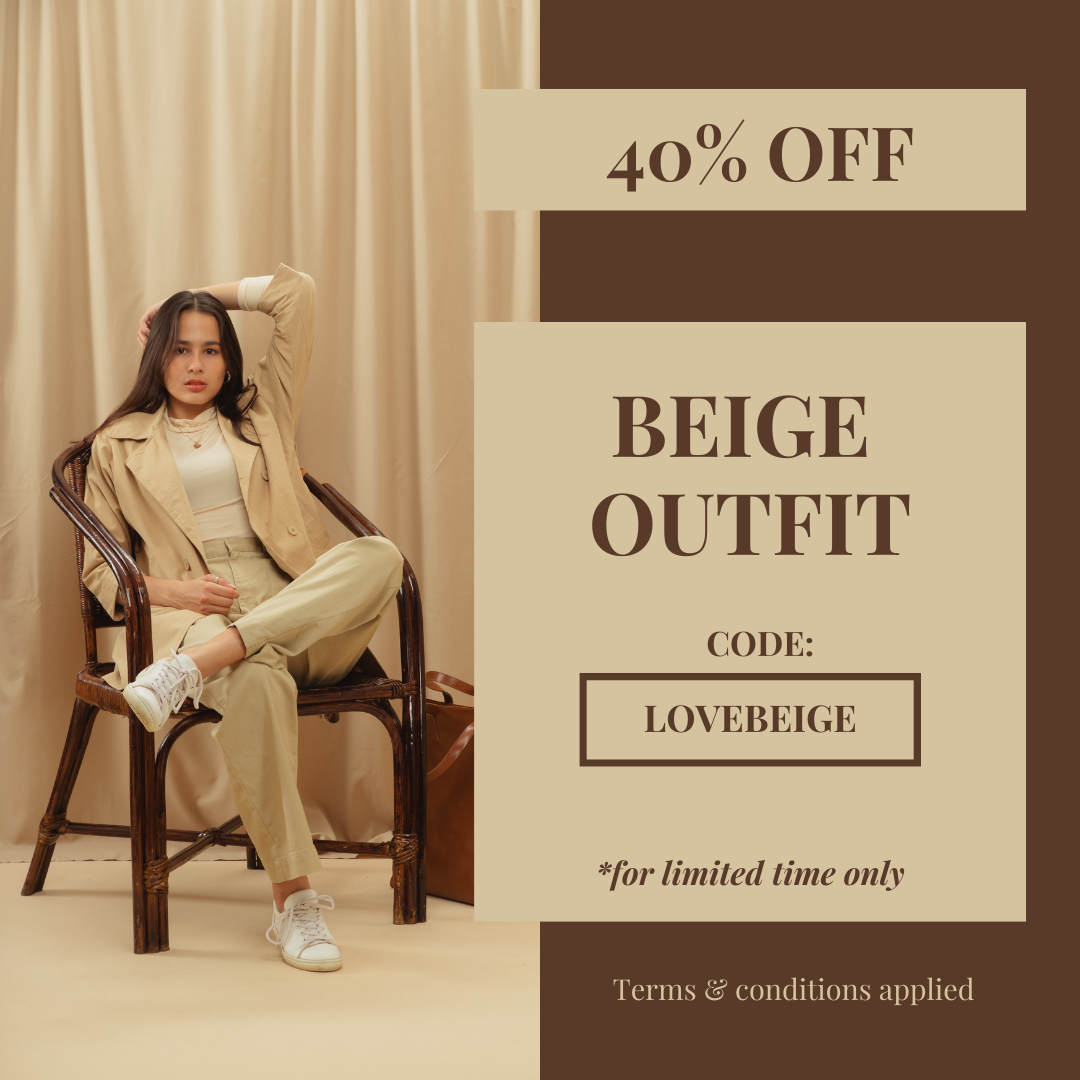 40% OFF
BEIGE
OUTFIT
CODE:
LOVEBEIGE
*for limited time only
Terms & conditions applied